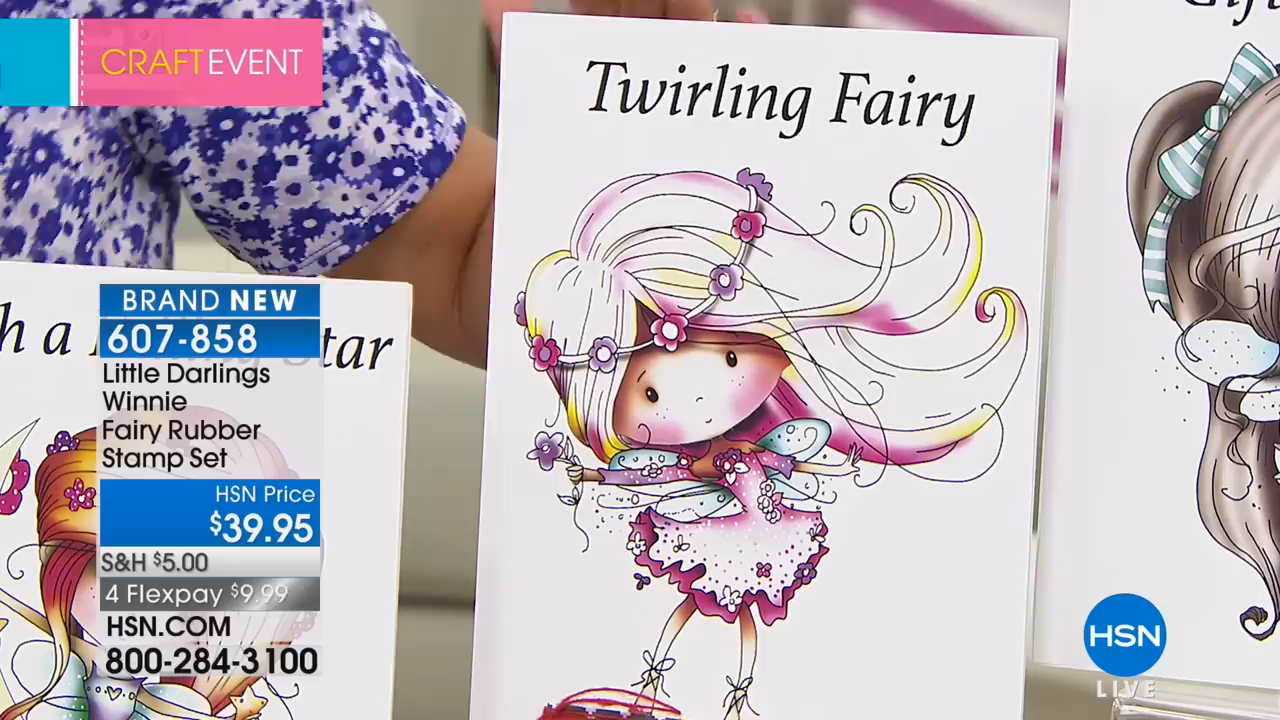 CRAFT EVENT
Twirling Fairy
h a
tar
BRAND NEW
607-858
Little Darlings
Winnie
Fairy Rubber
Stamp Set
HSN Price
$39.95
S&H $5.00
4 Flexpay $9.99
HSN.COM
800-284-3100
HSN
LIVE